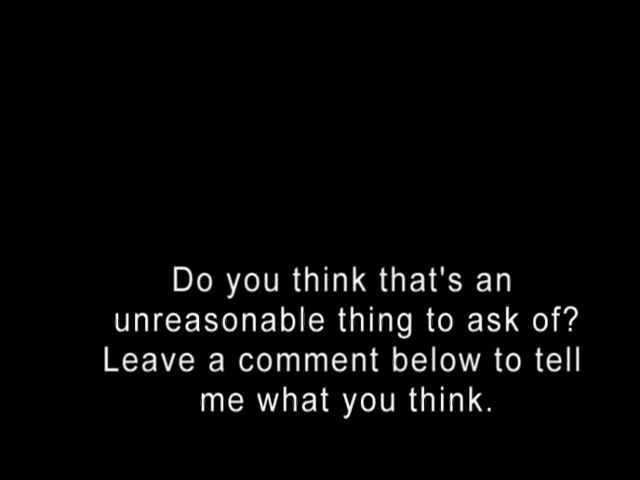 Do you think that's an
unreasonable thing to ask of?
Leave a comment below to tell
me what you think.